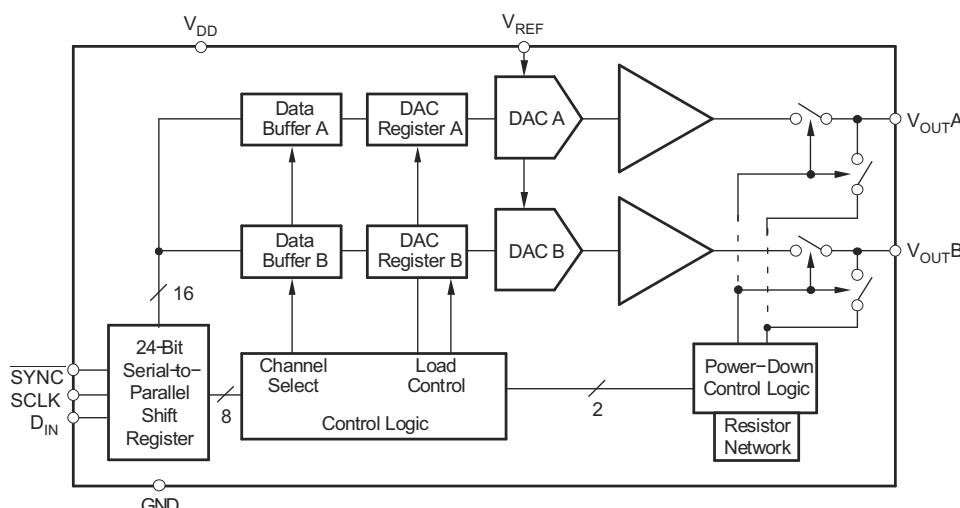 V_DD
V_REF
Data
Buffer A
DAC
Register A
DAC A
V_OUTA
Data
Buffer B
DAC
Register B
DAC B
V_OUTB
16
24-Bit
Serial-to-
Parallel
Shift
Register
SYNC
SCLK
D_IN
8
Channel
Select
Load
Control
Control Logic
2
Power-Down
Control Logic
Resistor
Network
GND